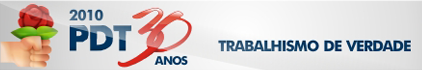 2010
PDT 30
ANOS
TRABALHISMO DE VERDADE